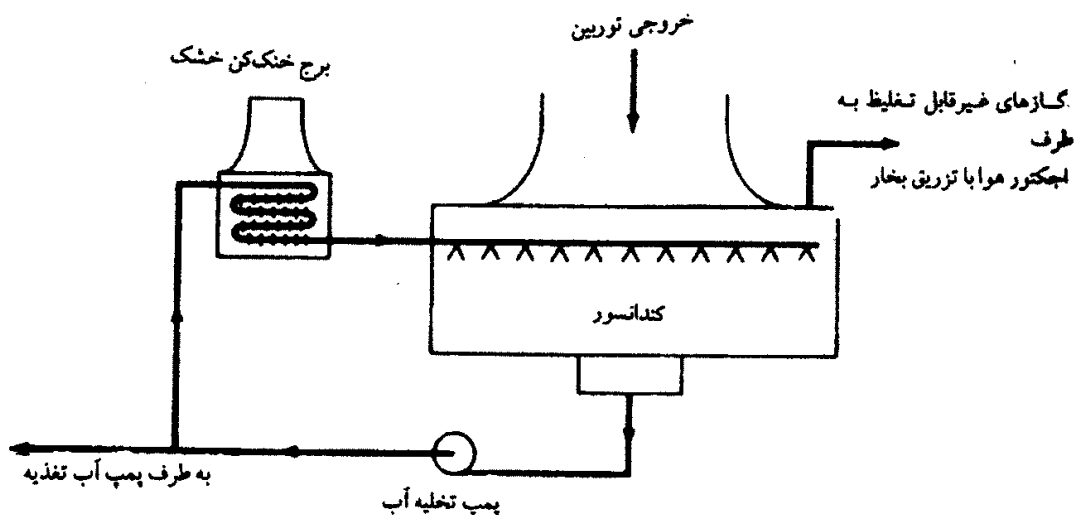 خروجی توربین
برج خنک‌کن خشک
گازهای غیرقابل تغلیظ به
طرف
اجکتور هوا با تزریق بخار
کندانسور
به طرف پمپ آب تغذیه
پمپ تخلیه آب